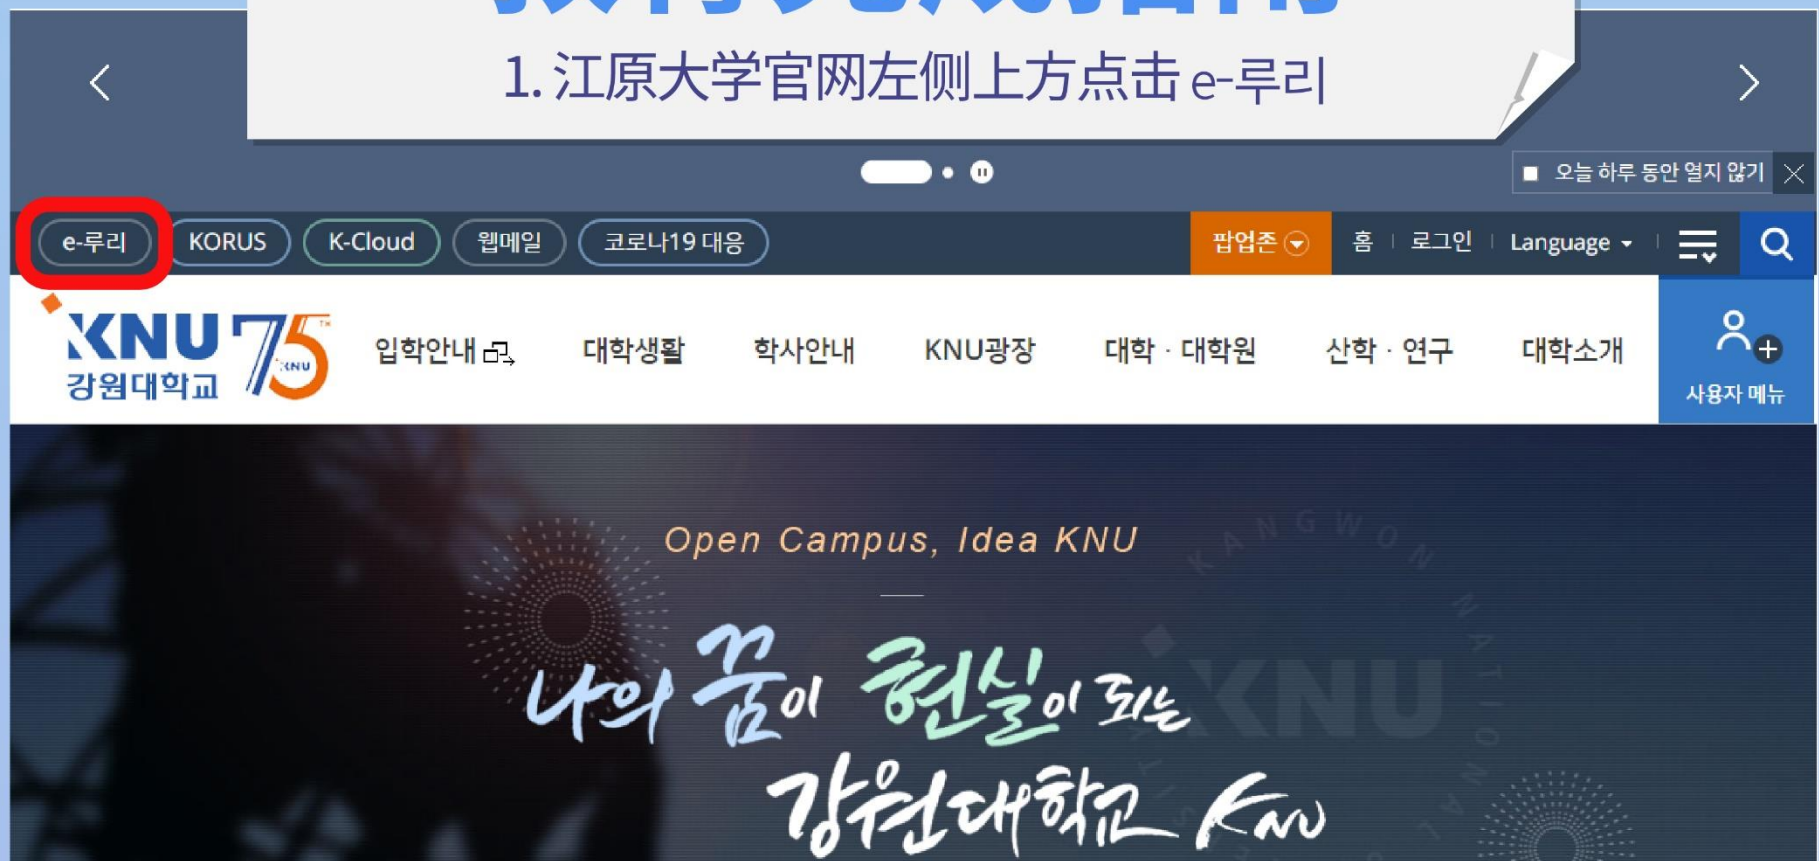 1. 江原大学官网左侧上方点击 e-루리
오늘 하루 동안 열지 않기
e-루리 KORUS K-Cloud 웹메일 코로나19 대응 팝업존 홈 로그인 Language
KNU 75 TH KNU
강원대학교
입학안내 대학생활 학사안내 KNU광장 대학 · 대학원 산학 · 연구 대학소개
사용자 메뉴
Open Campus, Idea KNU
나의 꿈이 현실이 되는
강원대학교 KNU
KNU
KANGWON NATIONAL